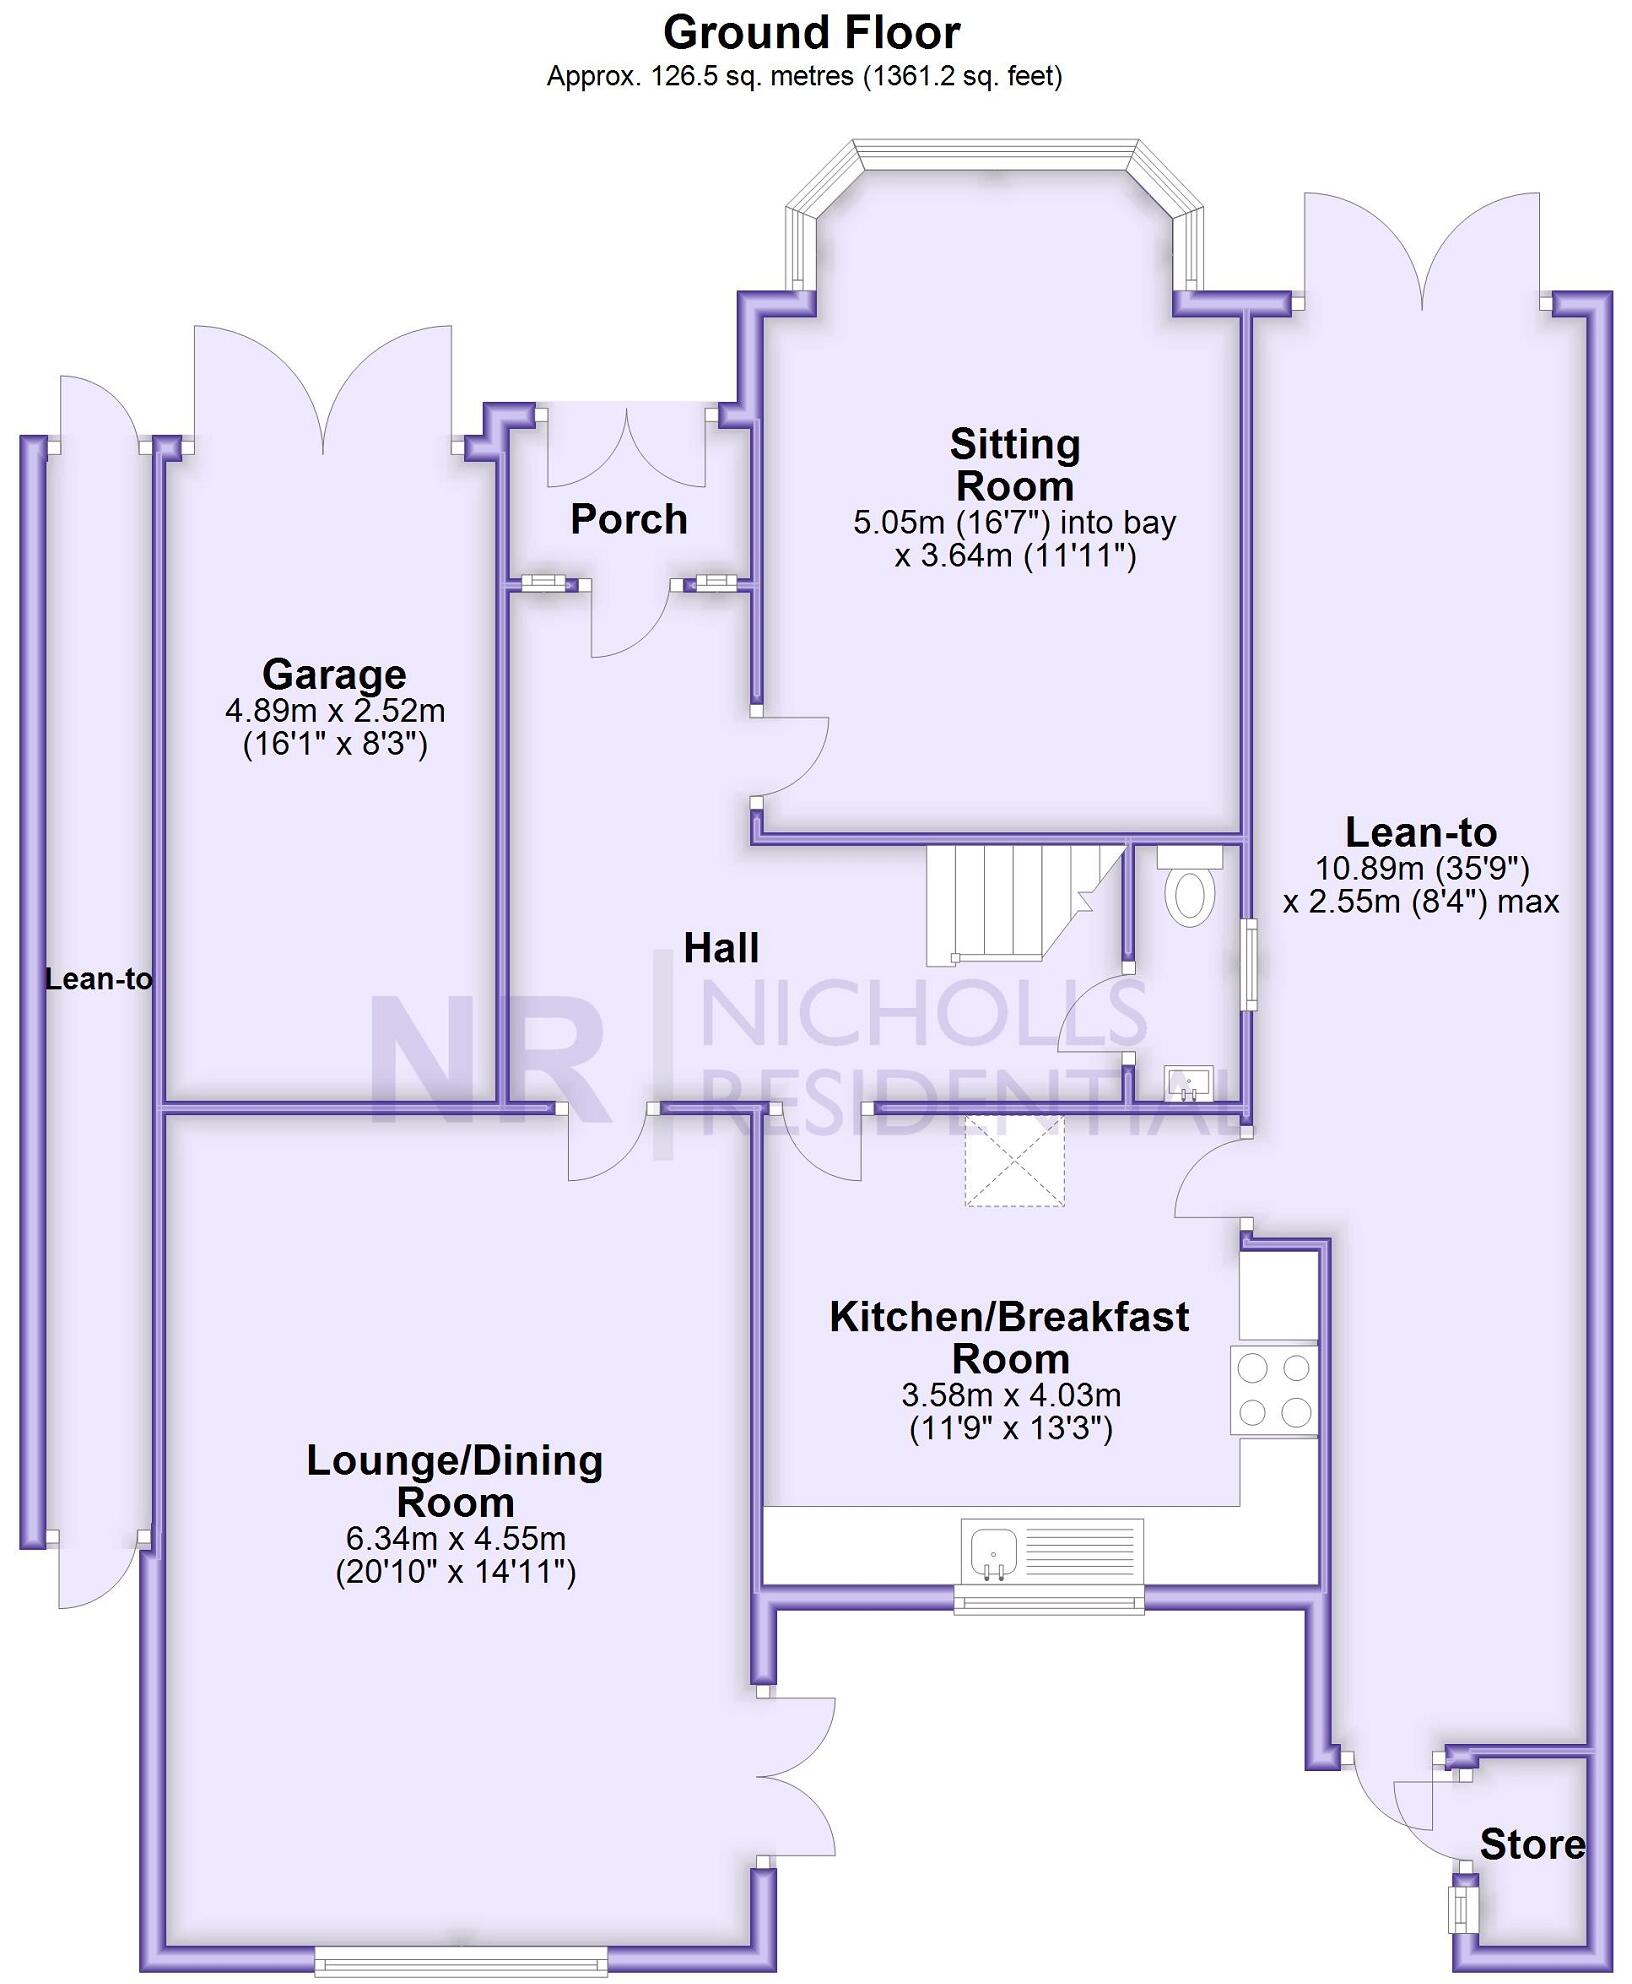 Ground Floor
Approx. 126.5 sq. metres (1361.2 sq. feet)
Sitting
Room
5.05m (16'7") into bay
x 3.64m (11'11")
Porch
Garage
4.89m x 2.52m
(16'1" x 8'3")
Lean-to
10.89m (35'9")
x 2.55m (8'4") max
Hall
Lean-to
NR
NICHOLLS
RESIDENTIAL
Kitchen/Breakfast
Room
3.58m x 4.03m
(11'9" x 13'3")
Lounge/Dining
Room
6.34m x 4.55m
(20'10" x 14'11")
Store